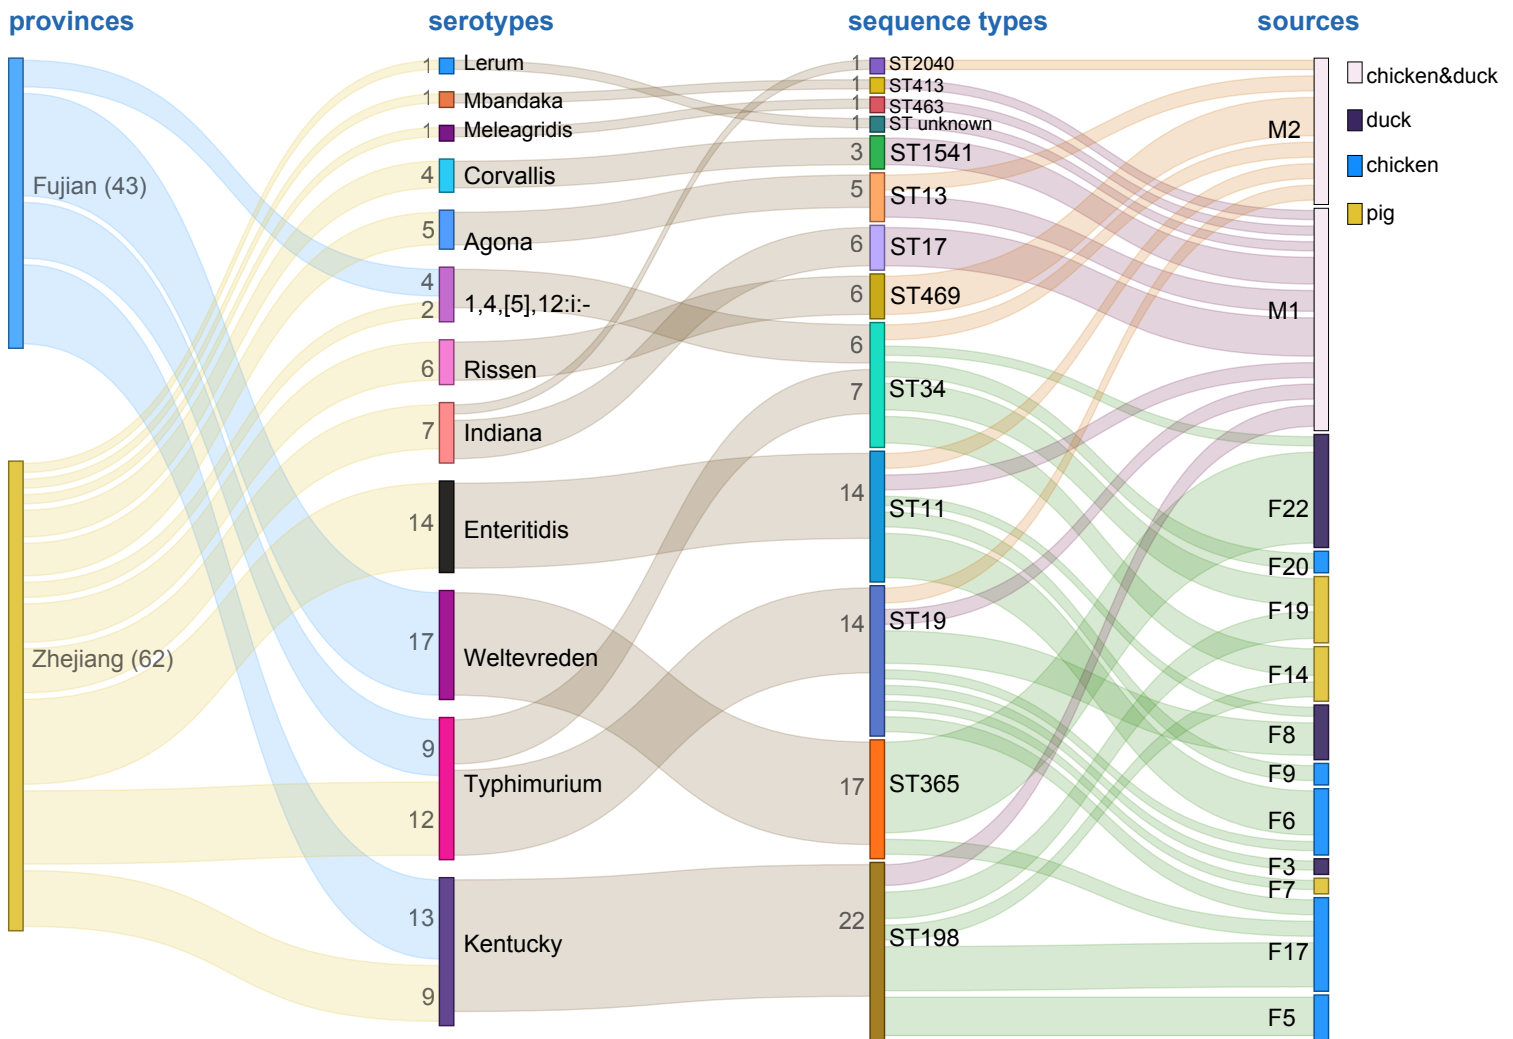 provinces
serotypes
sequence types
sources
Fujian (43)
Zhejiang (62)
1
Lerum
1
Mbandaka
1
Meleagridis
4
Corvallis
5
Agona
4
2
1,4,[5],12:i:-
6
Rissen
7
Indiana
14
Enteritidis
17
Weltevreden
9
12
Typhimurium
13
9
Kentucky
1
ST2040
1
ST413
1
ST463
1
ST unknown
3
ST1541
5
ST13
6
ST17
6
ST469
6
7
ST34
14
ST11
14
ST19
17
ST365
22
ST198
M2
M1
F22
F20
F19
F14
F8
F9
F6
F3
F7
F17
F5
chicken&duck
duck
chicken
pig